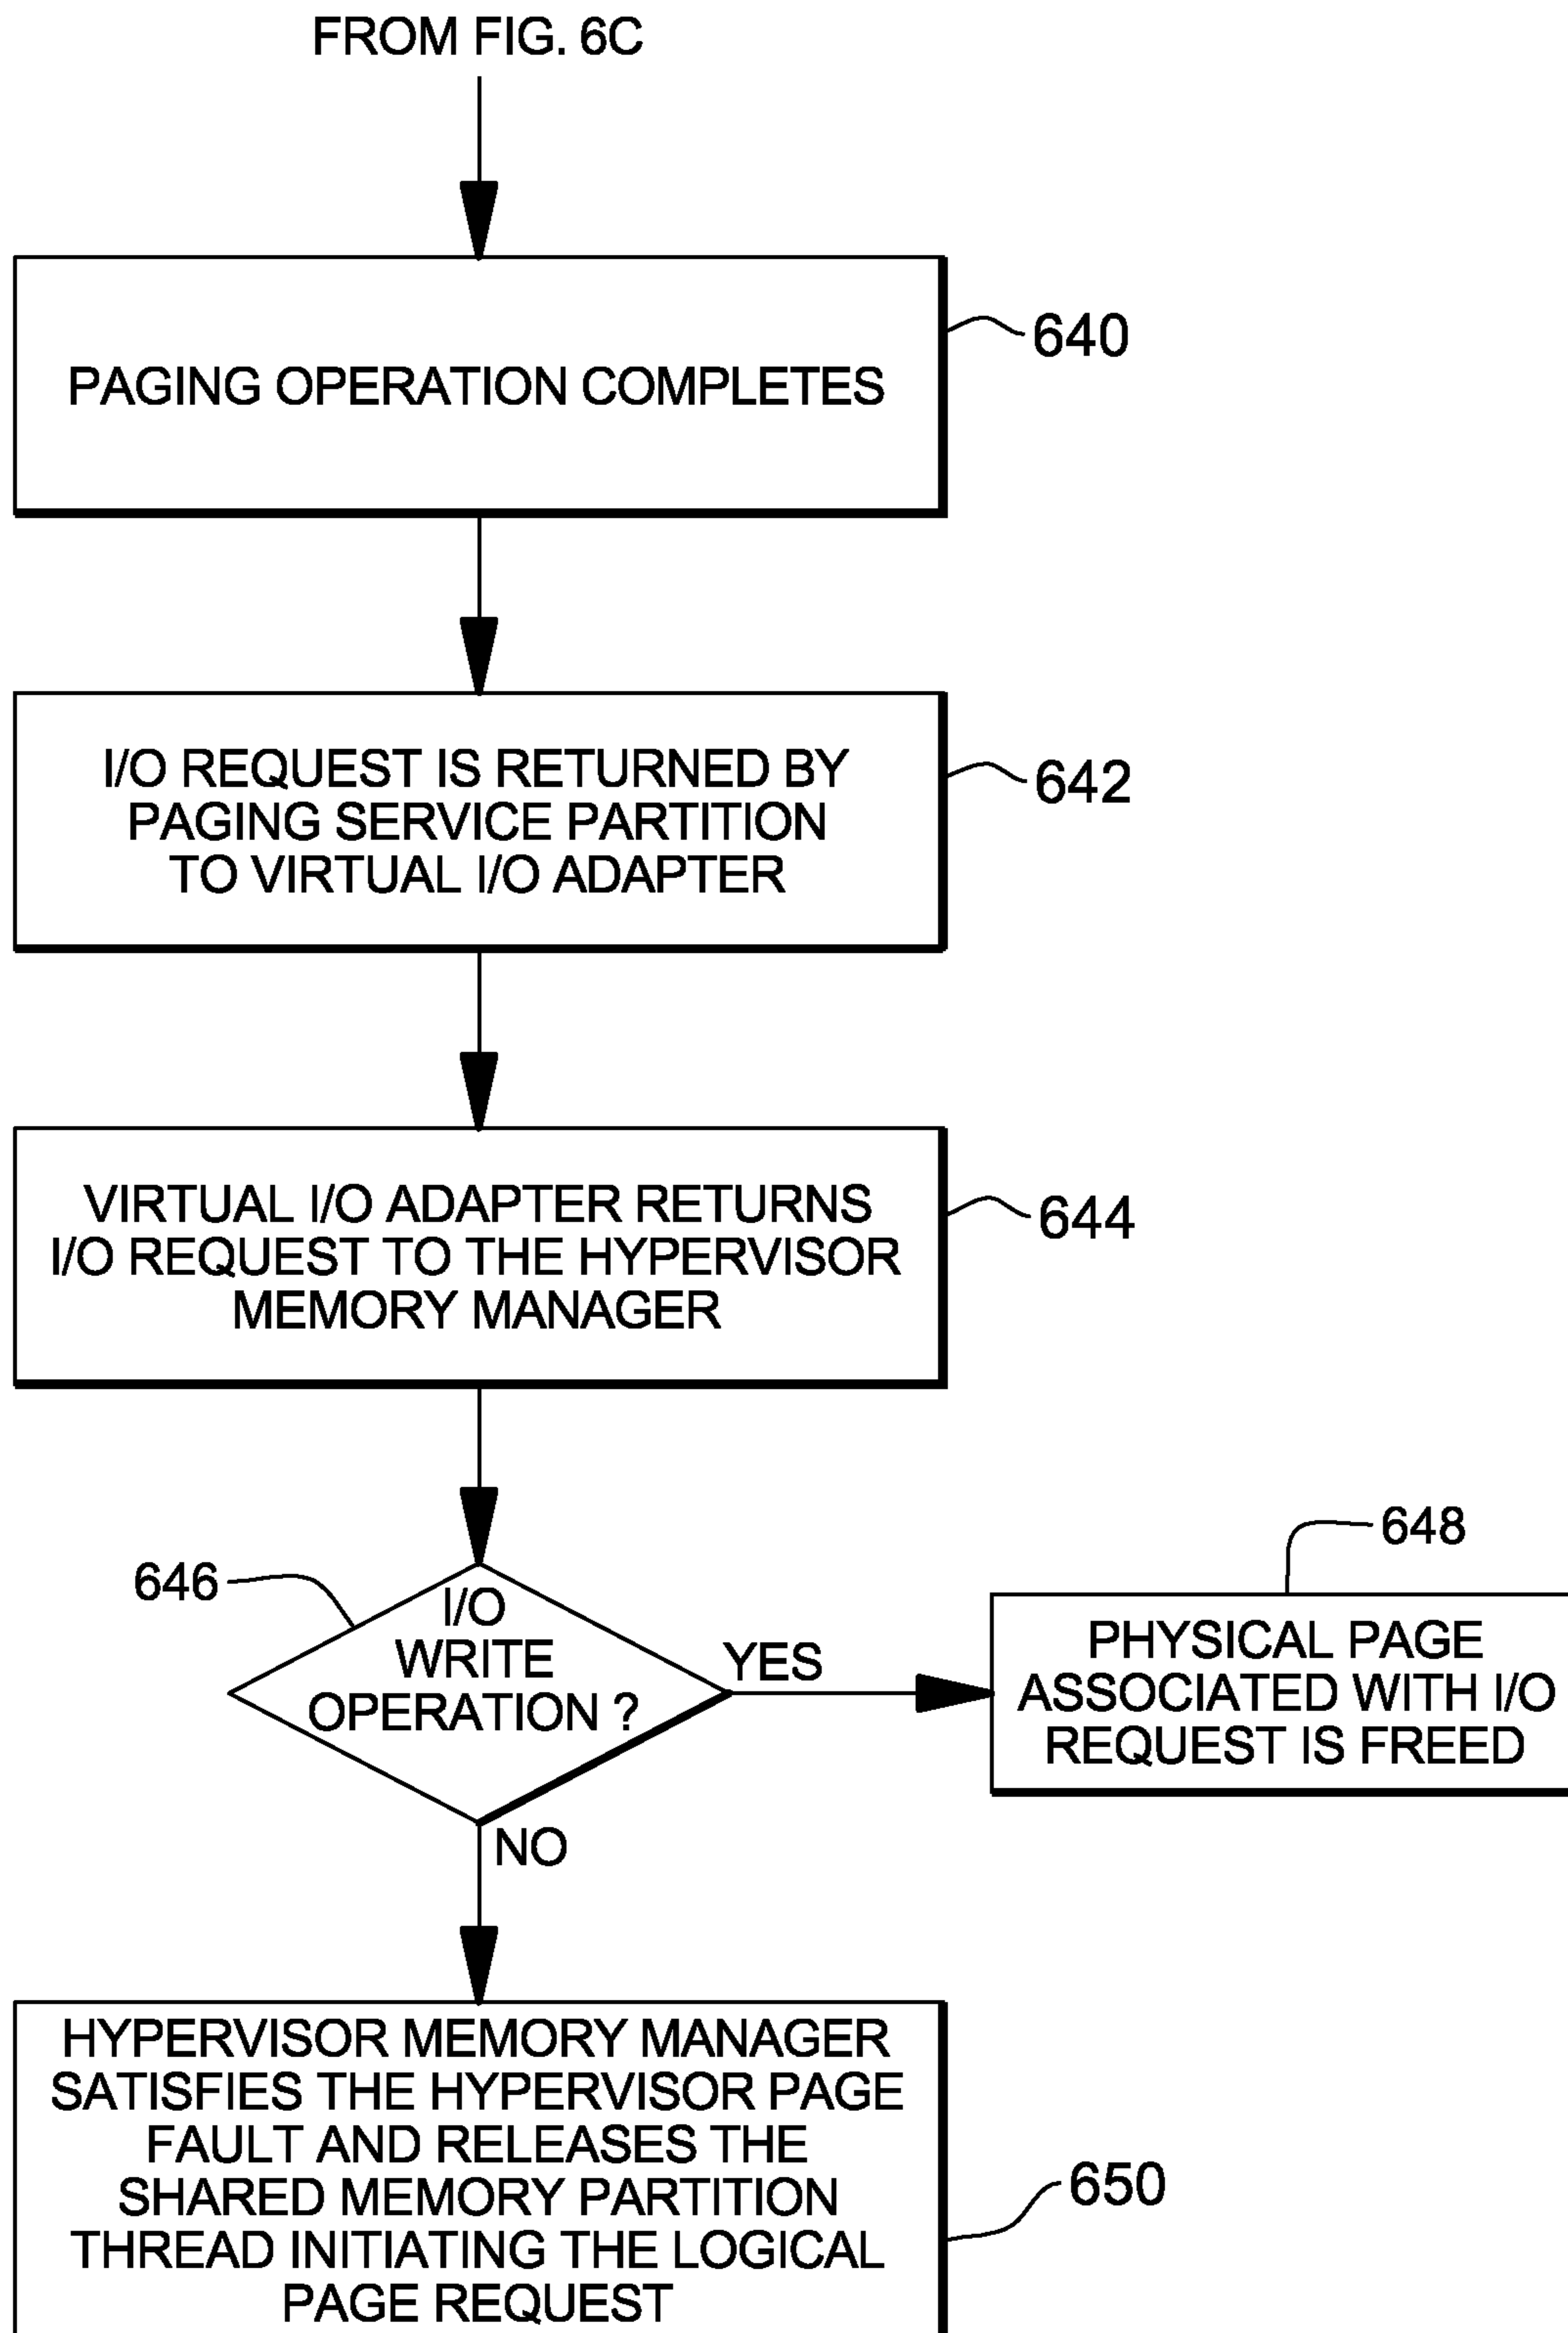 FROM FIG. 6C
PAGING OPERATION COMPLETES
640
I/O REQUEST IS RETURNED BY
PAGING SERVICE PARTITION
TO VIRTUAL I/O ADAPTER
642
VIRTUAL I/O ADAPTER RETURNS
I/O REQUEST TO THE HYPERVISOR
MEMORY MANAGER
644
646
I/O
WRITE
OPERATION ?
YES
648
PHYSICAL PAGE
ASSOCIATED WITH I/O
REQUEST IS FREED
NO
HYPERVISOR MEMORY MANAGER
SATISFIES THE HYPERVISOR PAGE
FAULT AND RELEASES THE
SHARED MEMORY PARTITION
THREAD INITIATING THE LOGICAL
PAGE REQUEST
650